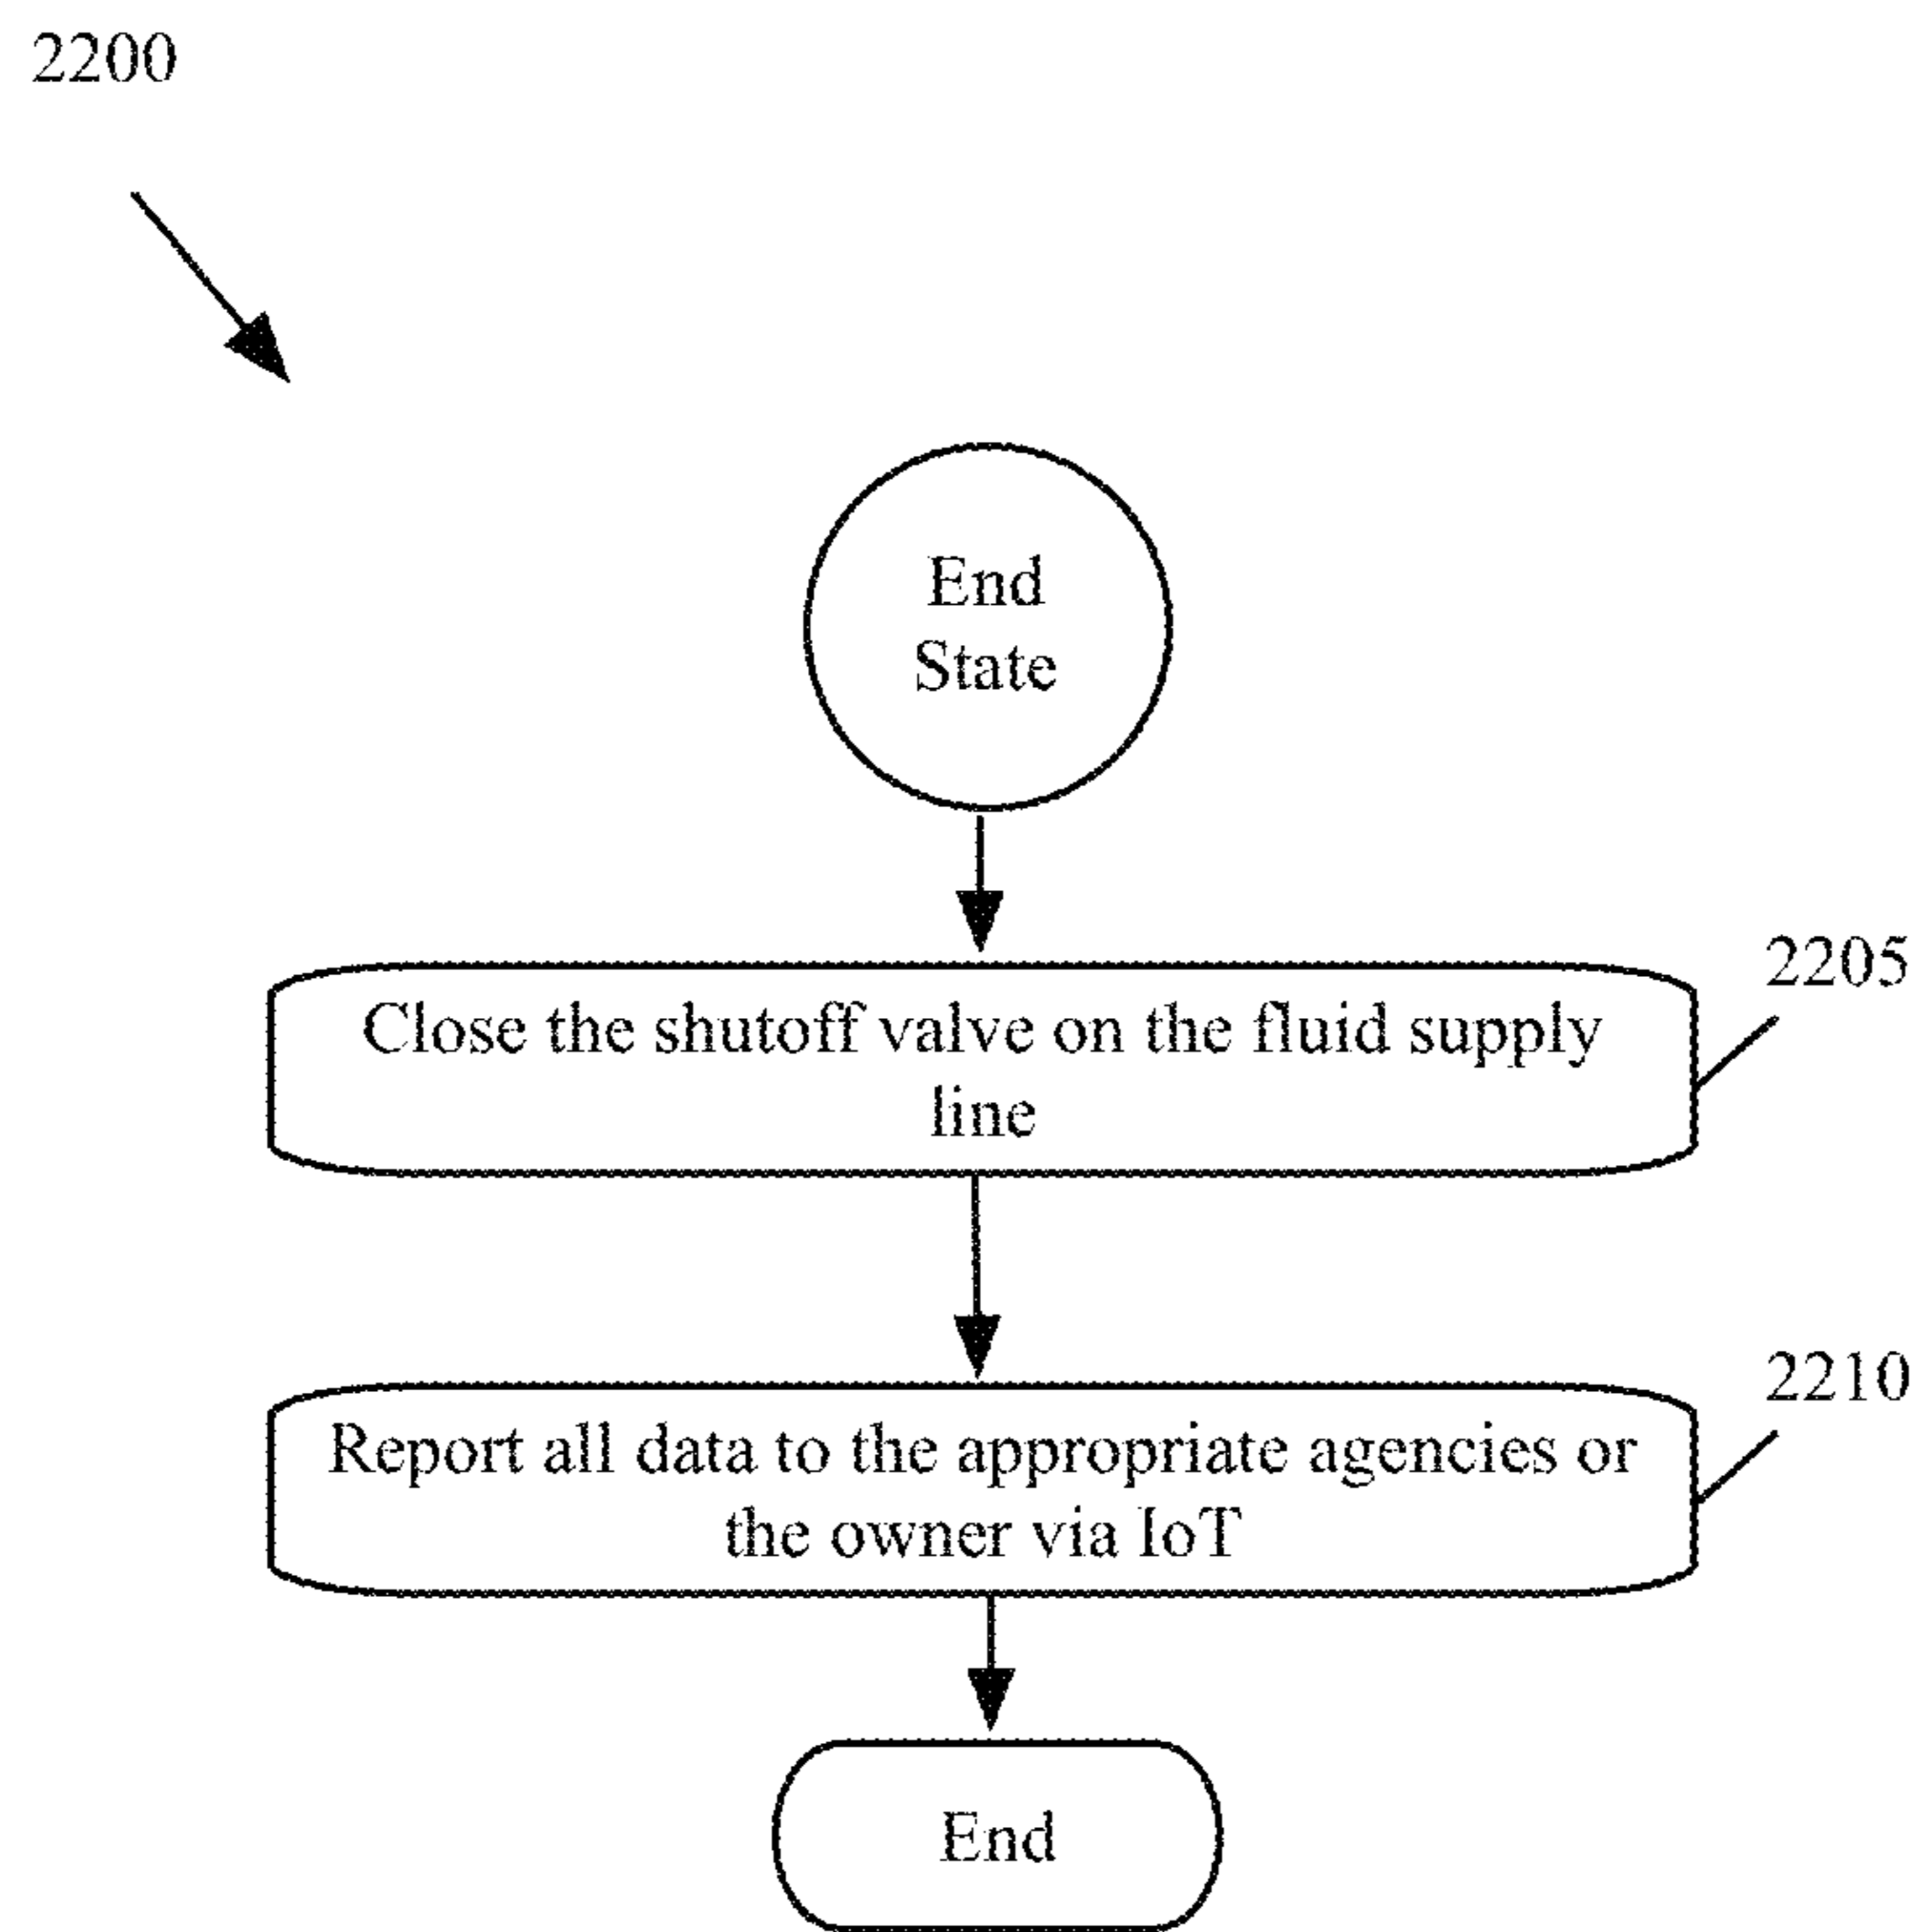 2200
End
State
2205
Close the shutoff valve on the fluid supply
line
2210
Report all data to the appropriate agencies or
the owner via IoT
End